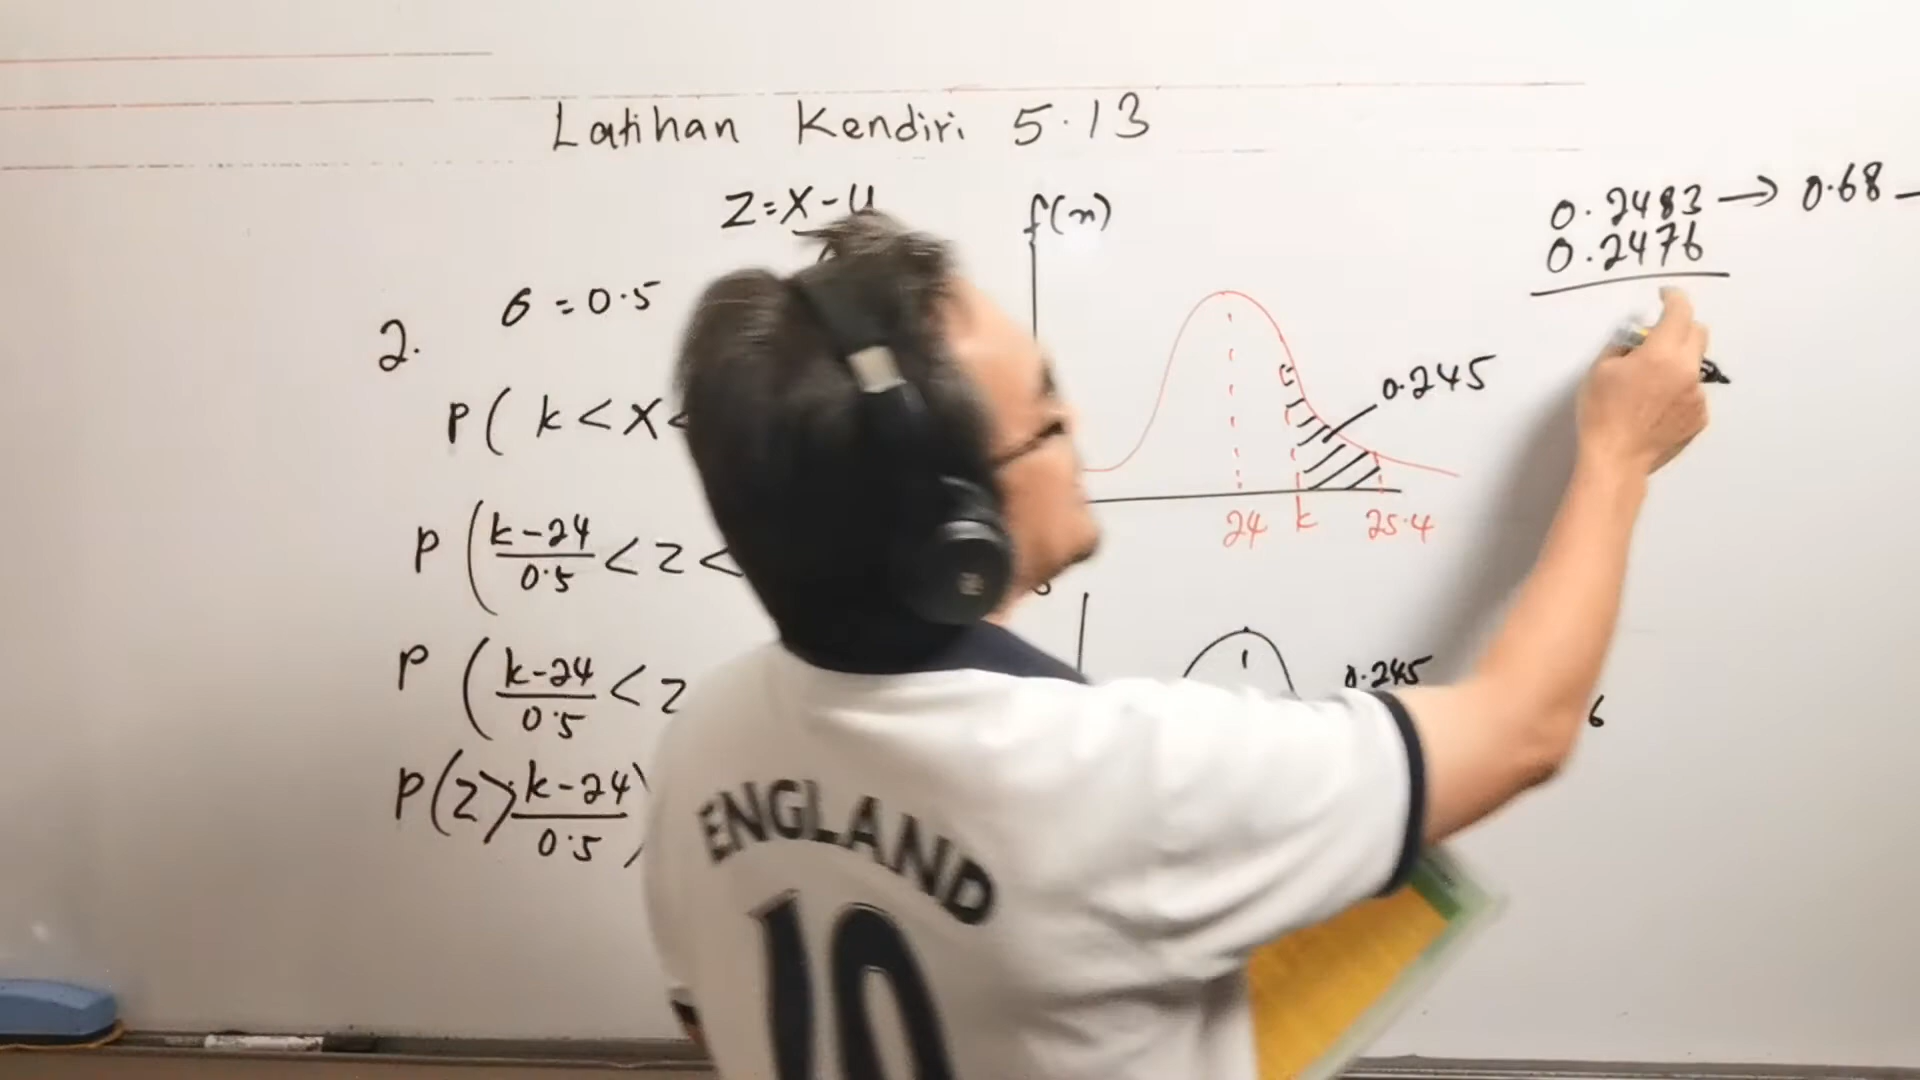 Latihan Kendiri 5.13
z = x - μ
σ = 0.5
2.
P( k < X <
P( k-24 / 0.5 < z <
P( k-24 / 0.5 < z
P(z > k-24 / 0.5)
f(x)
0.245
24 k 25.4
0.245
6
0.2483 → 0.68 -
0.2476
ENGLAND
10